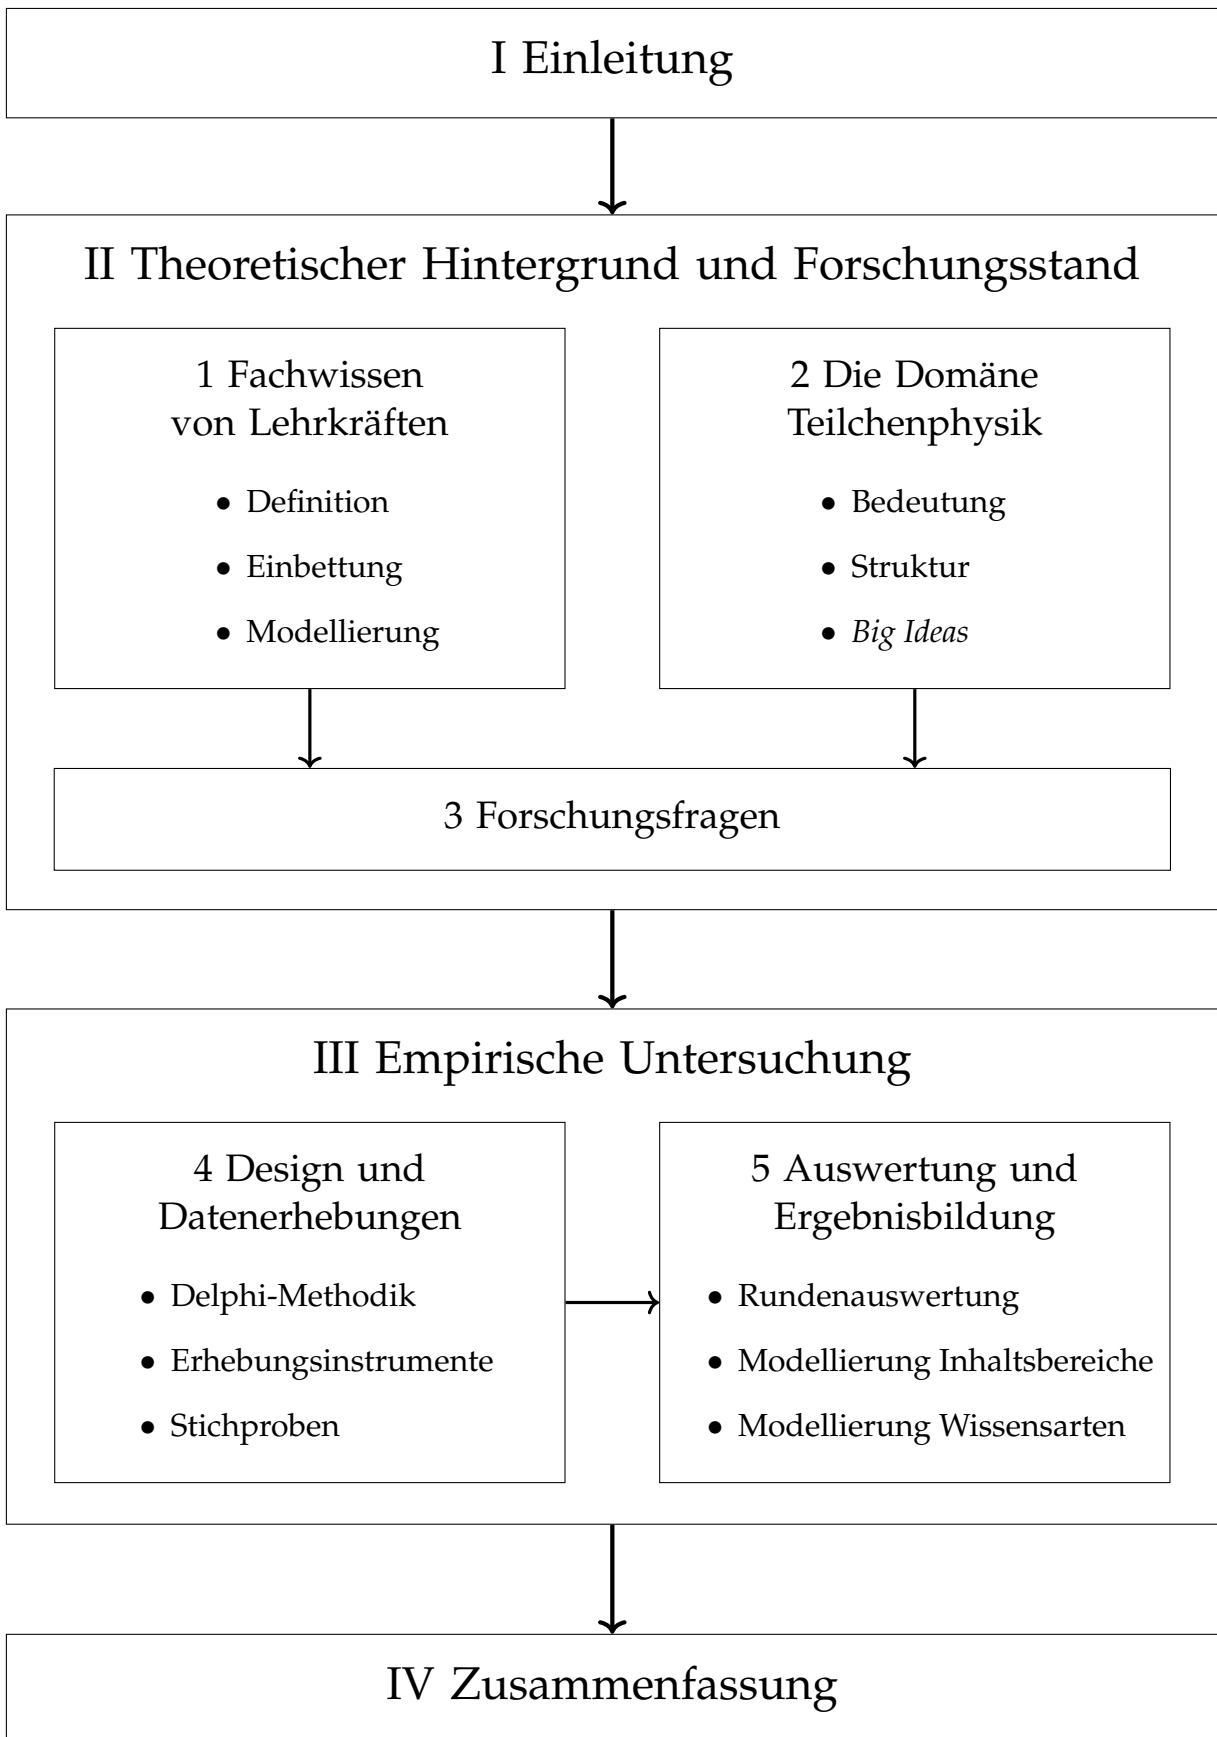 I Einleitung
II Theoretischer Hintergrund und Forschungsstand
1 Fachwissen
von Lehrkräften
• Definition
• Einbettung
• Modellierung
2 Die Domäne
Teilchenphysik
• Bedeutung
• Struktur
• Big Ideas
3 Forschungsfragen
III Empirische Untersuchung
4 Design und
Datenerhebungen
• Delphi-Methodik
• Erhebungsinstrumente
• Stichproben
5 Auswertung und
Ergebnisbildung
• Rundenauswertung
• Modellierung Inhaltsbereiche
• Modellierung Wissensarten
IV Zusammenfassung